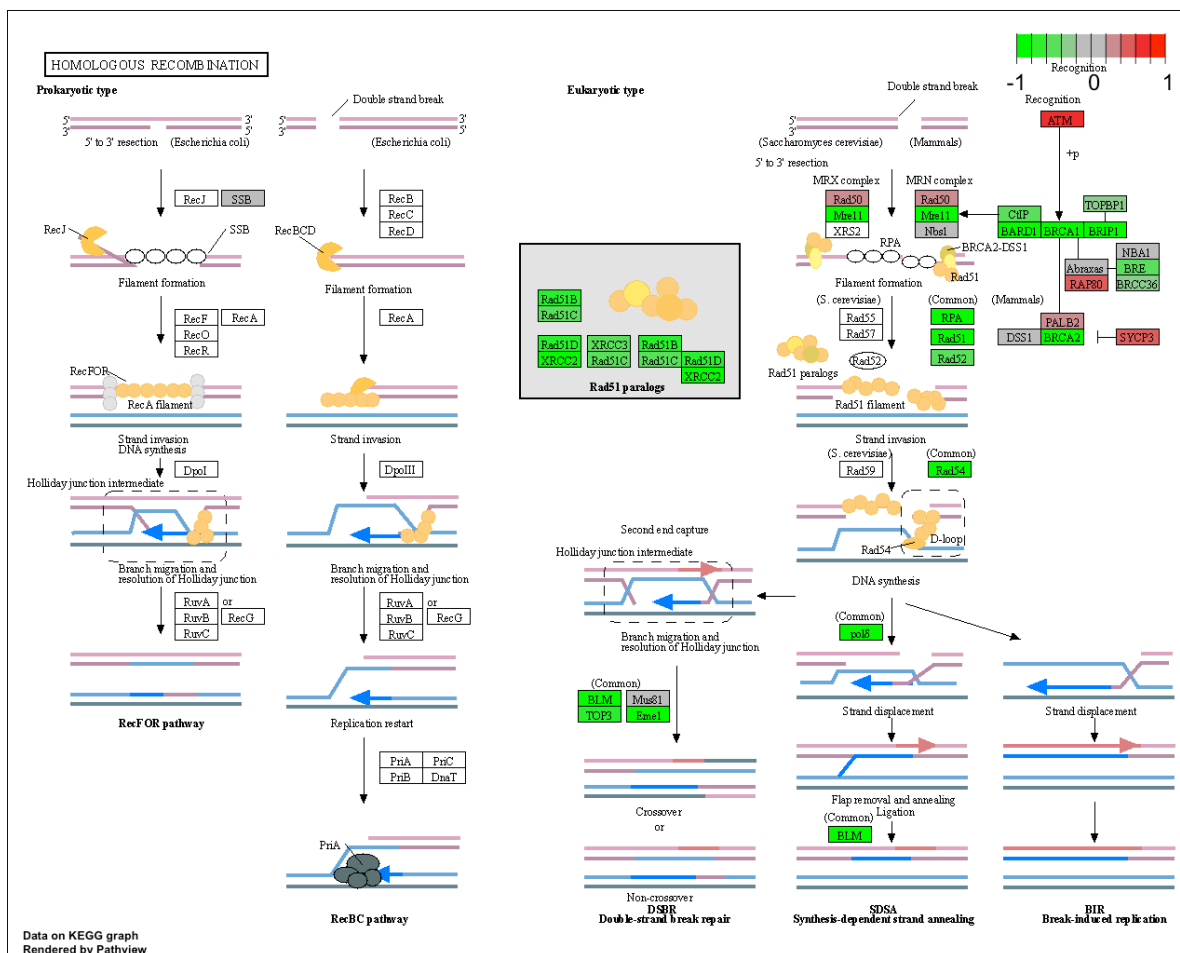 HOMOLOGOUS RECOMBINATION
Recognition
-1 0 1
Prokaryotic type
Eukaryotic type
Double strand break
5' 3'
3' 5'
5' to 3' resection (Escherichia coli)
RecJ SSB
RecJ
SSB
Filament formation
RecF RecA
RecO
RecR
RecFOR
RecA filament
Strand invasion
DNA synthesis
DpoI
Holliday junction intermediate
Branch migration and
resolution of Holliday junction
RuvA or
RuvB RecG
RuvC
RecFOR pathway
5' 3'
3' 5'
(Escherichia coli)
RecB
RecC
RecD
RecBCD
Filament formation
RecA
Strand invasion
DpoIII
Branch migration and
resolution of Holliday junction
RuvA or
RuvB RecG
RuvC
Replication restart
PriA PriC
PriB DnaT
PriA
RecBC pathway
Rad51B
Rad51C
Rad51D XRCC3 Rad51B
XRCC2 Rad51C Rad51C Rad51D
XRCC2
Rad51 paralogs
Double strand break
5' 3'
3' 5'
(Saccharomyces cerevisiae) (Mammals)
5' to 3' resection
MRX complex MRN complex
Rad50 Rad50
Mre11 Mre11
XRS2 Nbs1
RPA
BRCA2-DSS1
Rad51
Filament formation
(S. cerevisiae) (Common)
Rad55 RPA
Rad57 Rad51
Rad52 Rad52
Rad51 paralogs
Rad51 filament
Strand invasion
(S. cerevisiae) (Common)
Rad59 Rad54
Rad54
D-loop
DNA synthesis
Recognition
ATM
+p
CtIP TOPBP1
BARD1 BRCA1 BRIP1
Abraxas NBA1
RAP80 BRE
BRCC36
(Mammals)
PALB2
DSS1 BRCA2 SYCP3
Second end capture
Holliday junction intermediate
Branch migration and
resolution of Holliday junction
(Common)
BLM Mus81
TOP3 Eme1
Crossover
or
Non-crossover
DSBR
Double-strand break repair
(Common)
polδ
Strand displacement
Flap removal and annealing
Ligation
(Common)
BLM
SDSA
Synthesis-dependent strand annealing
Strand displacement
BIR
Break-induced replication
Data on KEGG graph
Rendered by Pathview